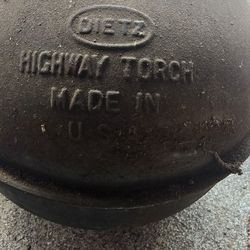 DIETZ
HIGHWAY TORCH
MADE IN
U S A